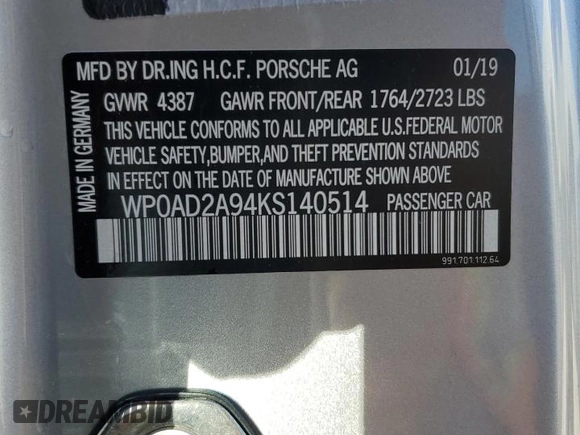 MFD BY DR.ING H.C.F. PORSCHE AG 01/19
GVWR 4387 GAWR FRONT/REAR 1764/2723 LBS
THIS VEHICLE CONFORMS TO ALL APPLICABLE U.S.FEDERAL MOTOR
VEHICLE SAFETY,BUMPER,AND THEFT PREVENTION STANDARDS
IN EFFECT ON THE DATE OF MANUFACTURE SHOWN ABOVE
WP0AD2A94KS140514 PASSENGER CAR
991.701.112.64
MADE IN GERMANY
DREAMBID